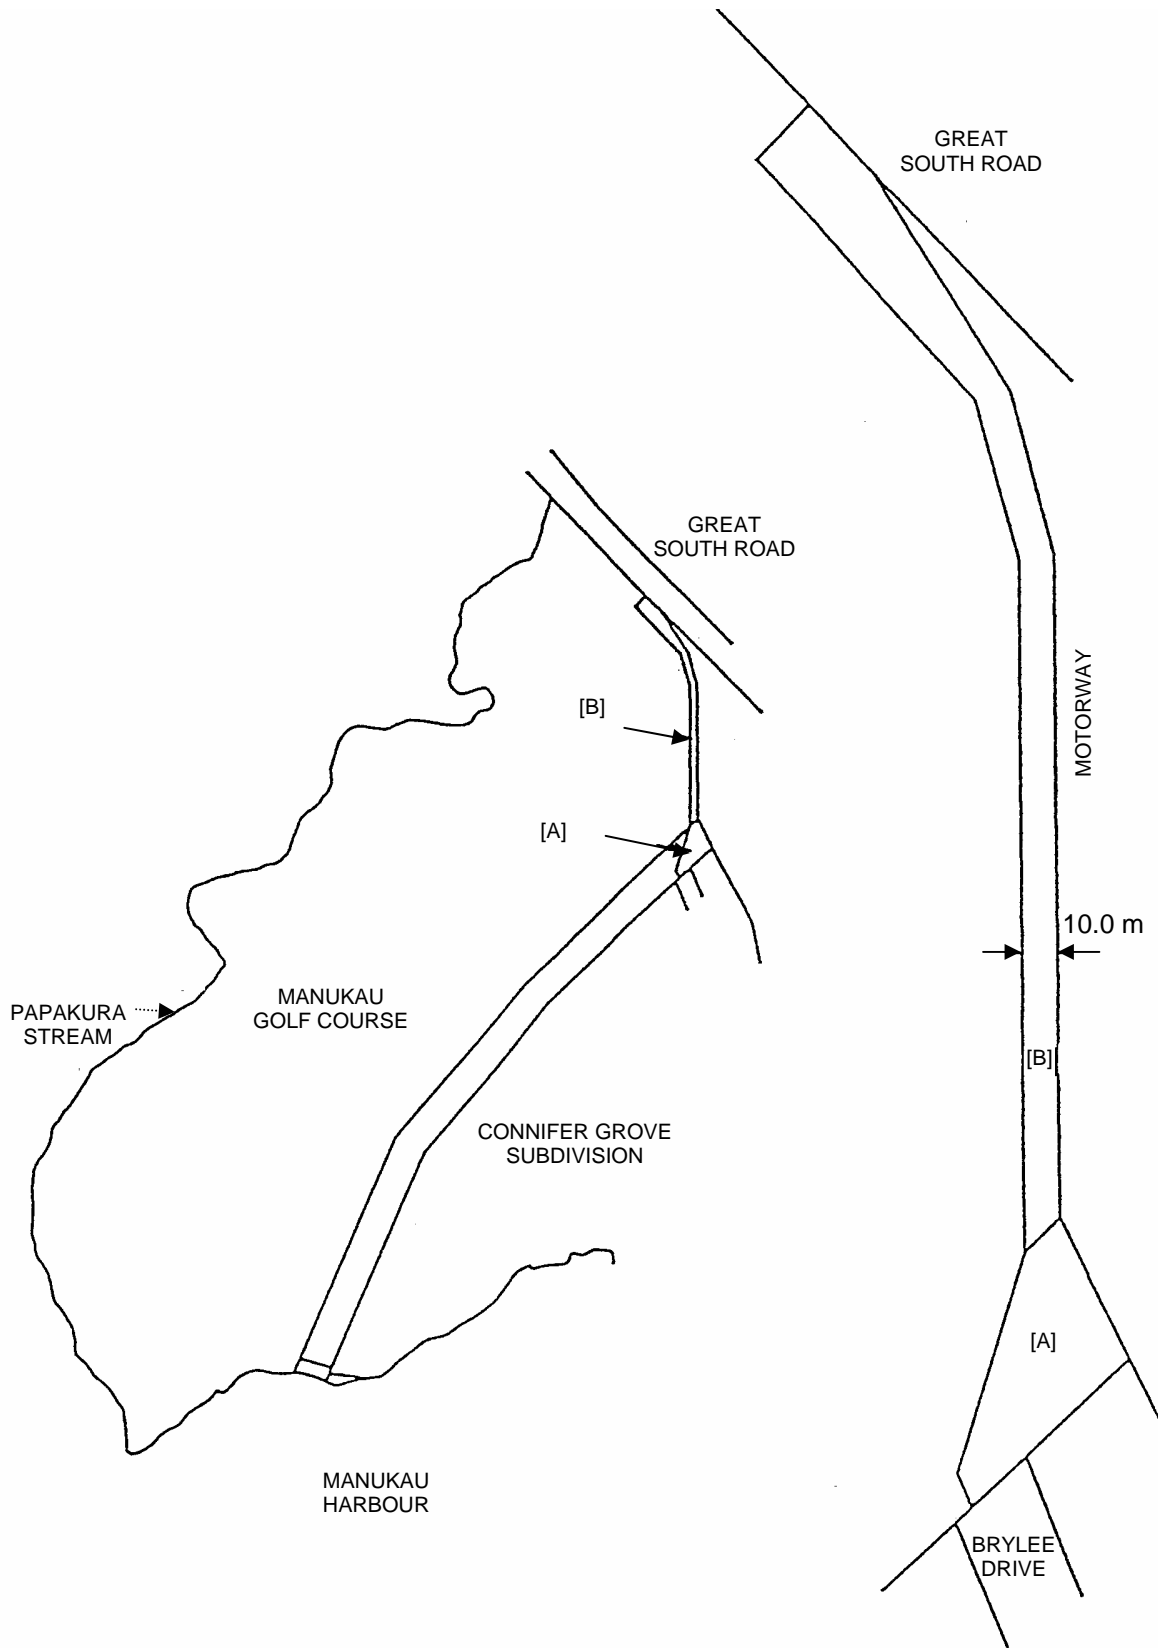 GREAT
SOUTH ROAD
GREAT
SOUTH ROAD
MOTORWAY
[B]
[A]
10.0 m
PAPAKURA
STREAM
MANUKAU
GOLF COURSE
[B]
CONNIFER GROVE
SUBDIVISION
[A]
MANUKAU
HARBOUR
BRYLEE
DRIVE